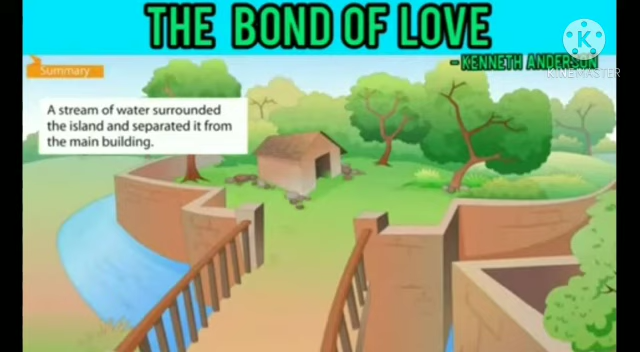 THE BOND OF LOVE
- KENNETH ANDERSON
K
KINEMASTER
Summary
A stream of water surrounded
the island and separated it from
the main building.